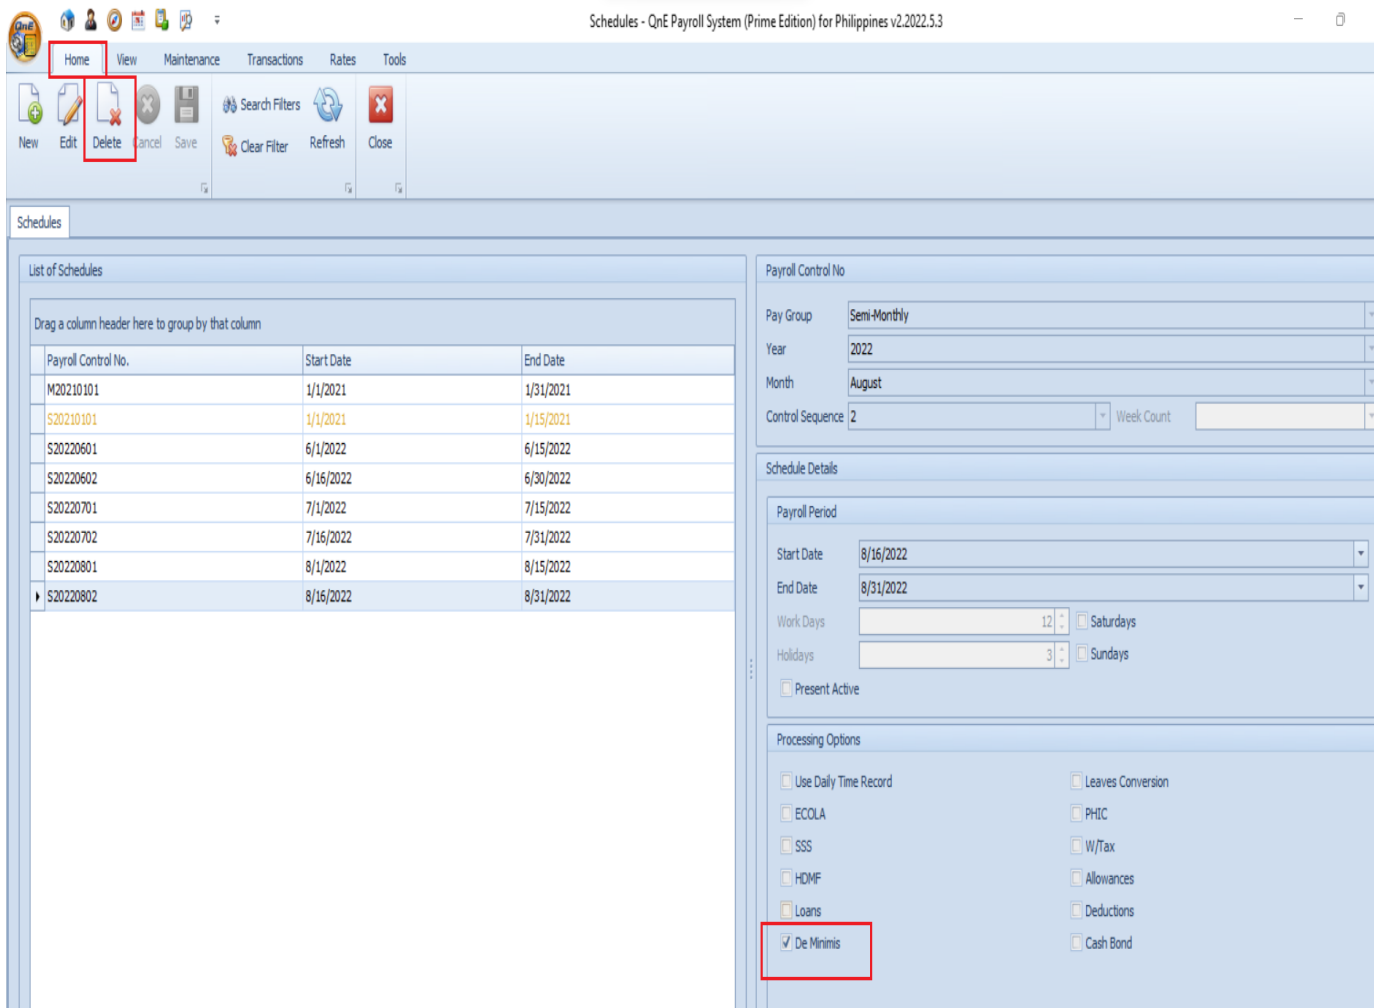 QnE
Schedules - QnE Payroll System (Prime Edition) for Philippines v2.2022.5.3
Home View Maintenance Transactions Rates Tools
Search Filters
Clear Filter
New Edit Delete Cancel Save Refresh Close
Schedules
List of Schedules
Drag a column header here to group by that column
Payroll Control No. Start Date End Date
M20210101 1/1/2021 1/31/2021
S20210101 1/1/2021 1/15/2021
S20220601 6/1/2022 6/15/2022
S20220602 6/16/2022 6/30/2022
S20220701 7/1/2022 7/15/2022
S20220702 7/16/2022 7/31/2022
S20220801 8/1/2022 8/15/2022
S20220802 8/16/2022 8/31/2022
Payroll Control No
Pay Group Semi-Monthly
Year 2022
Month August
Control Sequence 2 Week Count
Schedule Details
Payroll Period
Start Date 8/16/2022
End Date 8/31/2022
Work Days 12 Saturdays
Holidays 3 Sundays
Present Active
Processing Options
Use Daily Time Record Leaves Conversion
ECOLA PHIC
SSS W/Tax
HDMF Allowances
Loans Deductions
De Minimis Cash Bond